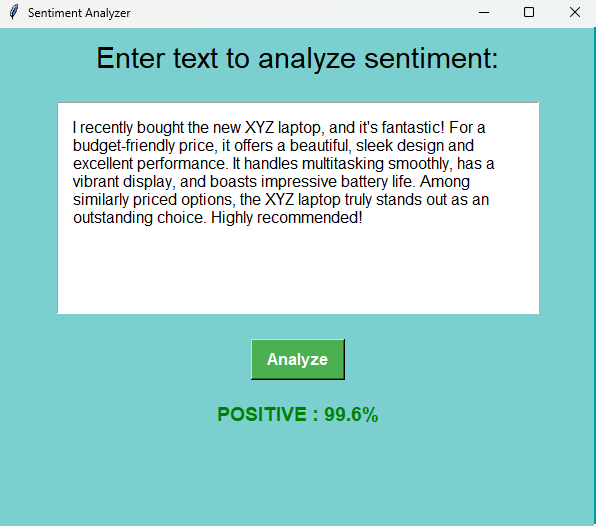 Sentiment Analyzer
Enter text to analyze sentiment:
I recently bought the new XYZ laptop, and it's fantastic! For a
budget-friendly price, it offers a beautiful, sleek design and
excellent performance. It handles multitasking smoothly, has a
vibrant display, and boasts impressive battery life. Among
similarly priced options, the XYZ laptop truly stands out as an
outstanding choice. Highly recommended!
Analyze
POSITIVE : 99.6%